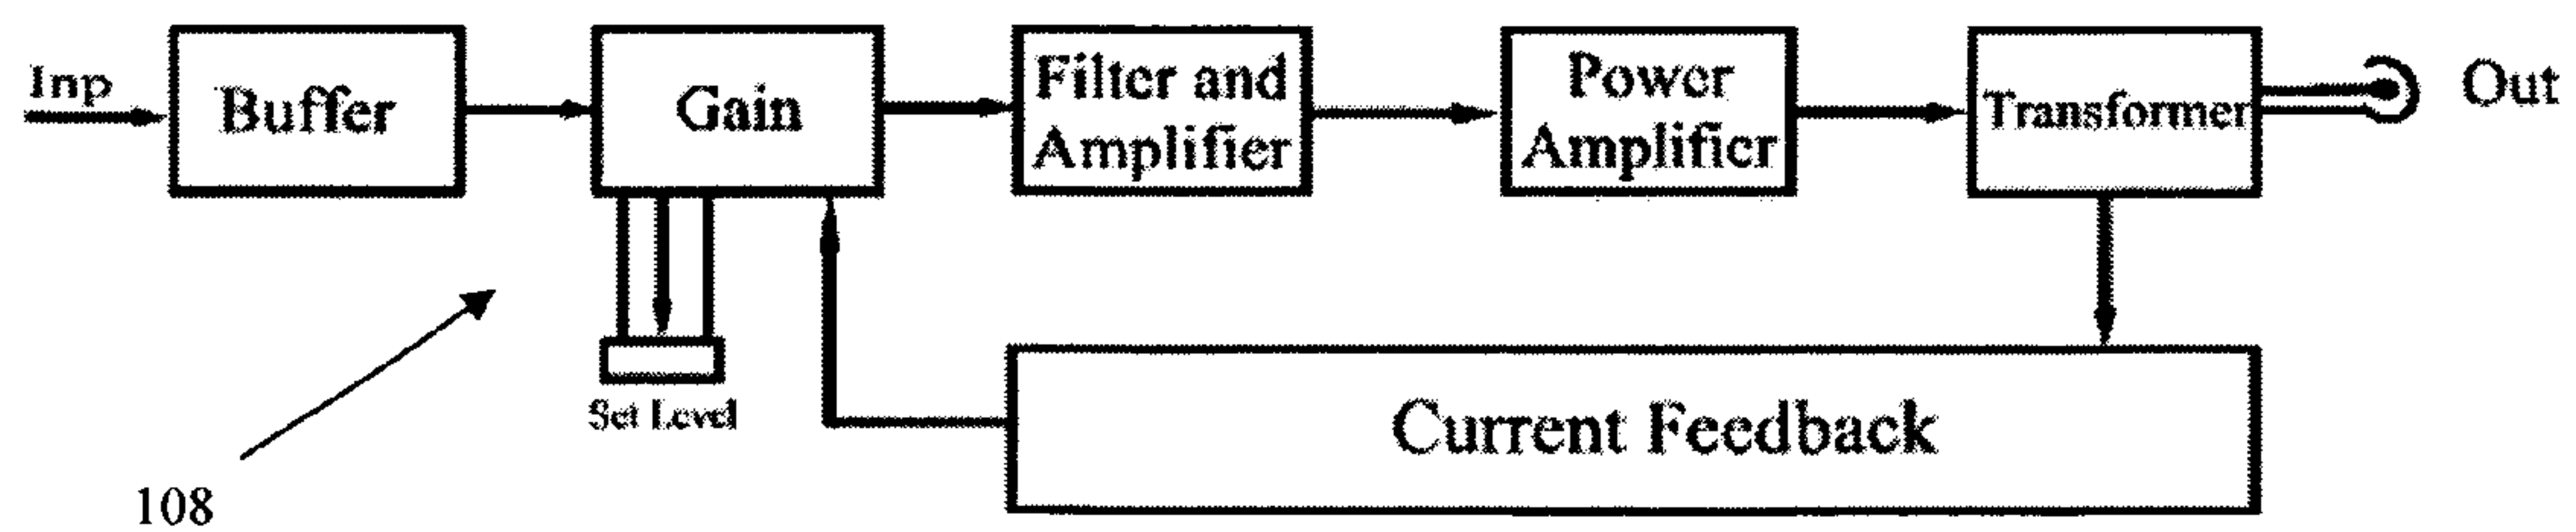 Inp
Buffer
Gain
Filter and
Amplifier
Power
Amplifier
Transformer
Out
Set Level
Current Feedback
108